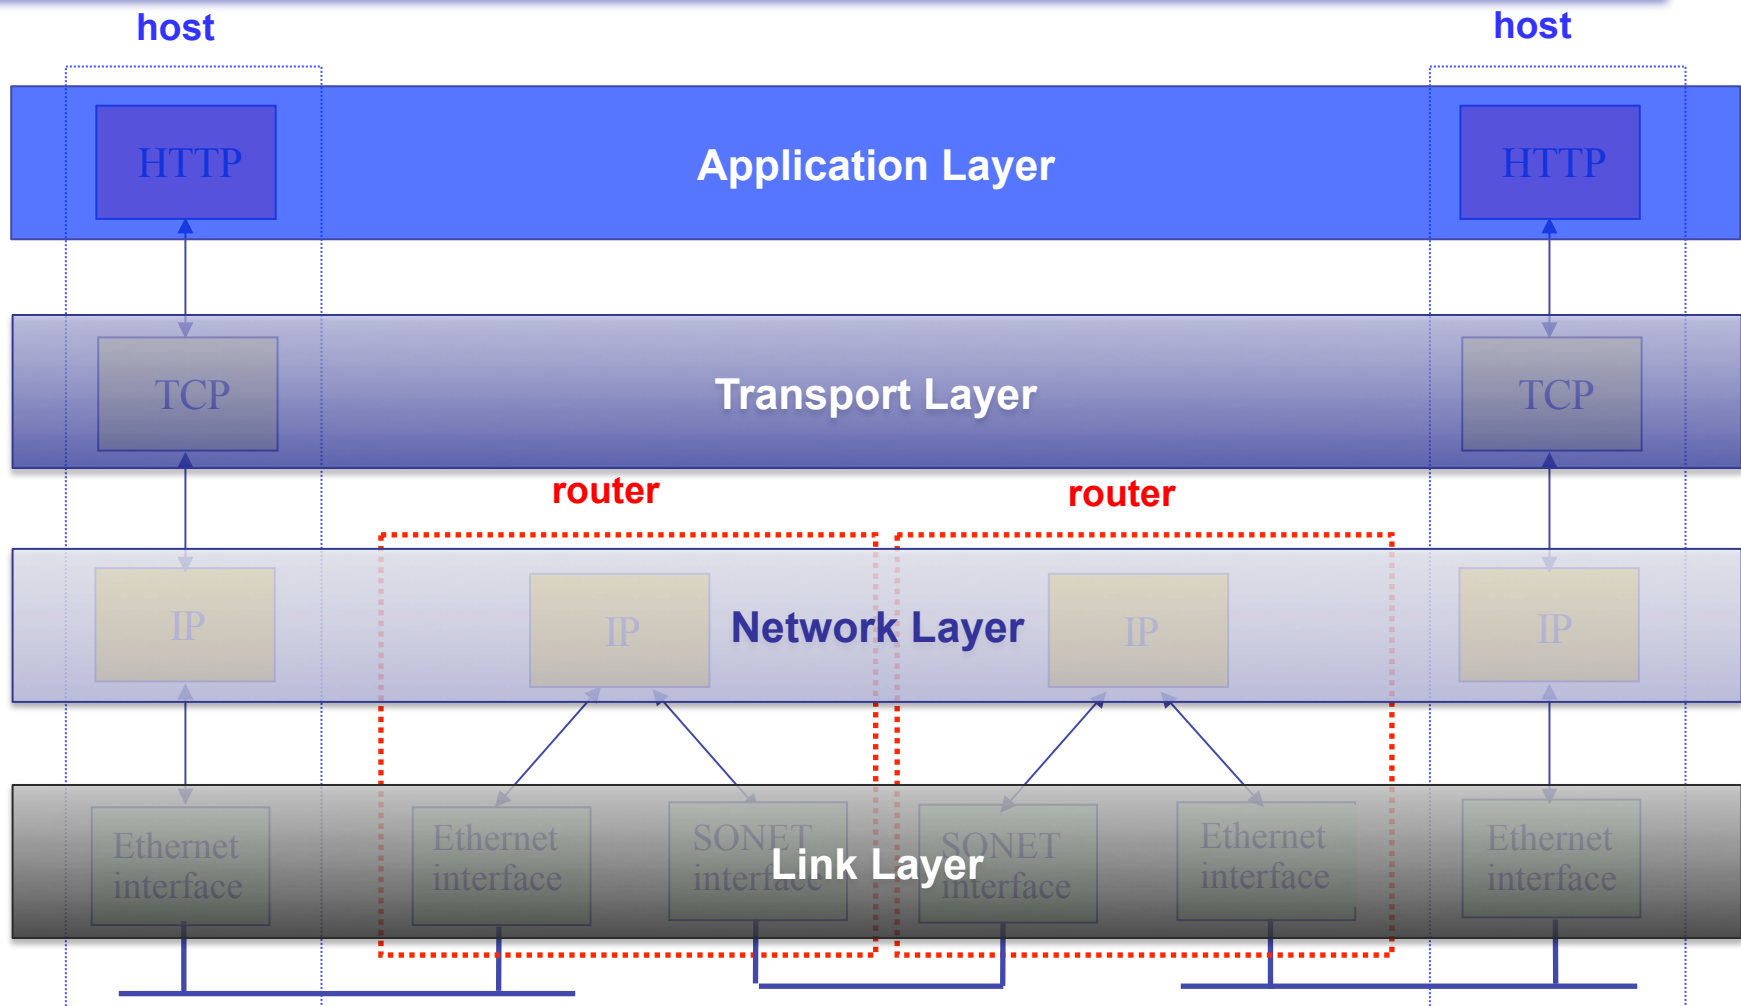 host
host
HTTP
Application Layer
HTTP
TCP
Transport Layer
TCP
router
router
IP
IP
Network Layer
IP
IP
Ethernet
interface
Ethernet
interface
SONET
interface
Link Layer
SONET
interface
Ethernet
interface
Ethernet
interface